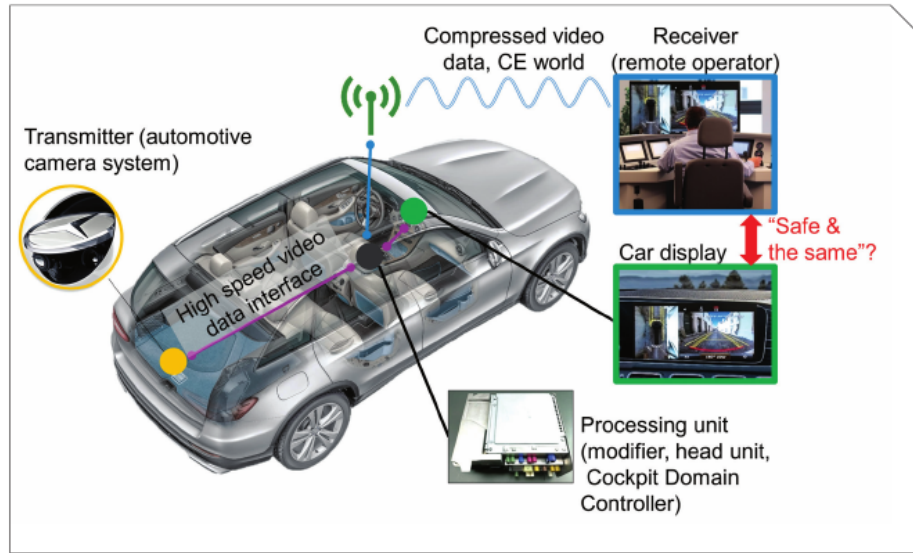 Compressed video
data, CE world
Receiver
(remote operator)
Transmitter (automotive
camera system)
High speed video
data interface
"Safe &
the same"?
Car display
Processing unit
(modifier, head unit,
Cockpit Domain
Controller)